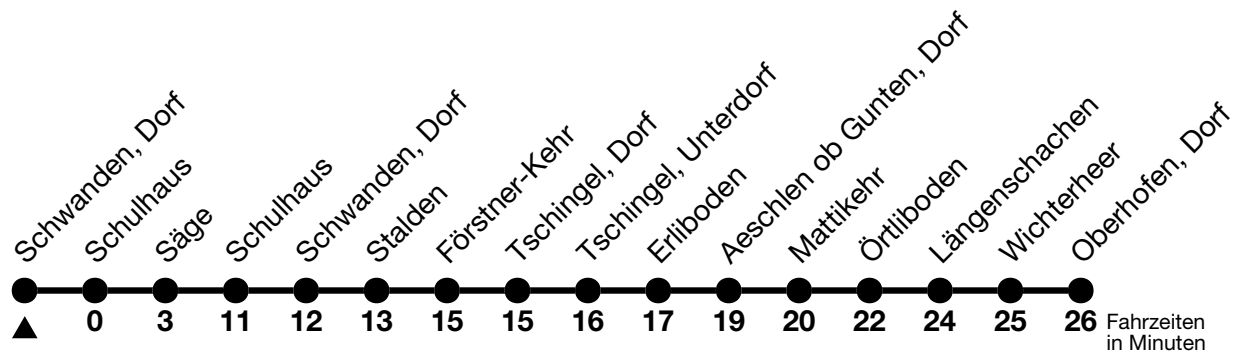 Schwanden, Dorf
Schulhaus
Säge
Schulhaus
Schwanden, Dorf
Stalden
Förstner-Kehr
Tschingel, Dorf
Tschingel, Unterdorf
Erliboden
Aeschlen ob Gunten, Dorf
Mattikehr
Örtliboden
Längenschachen
Wichterheer
Oberhofen, Dorf
0 3 11 12 13 15 15 16 17 19 20 22 24 25 26 Fahrzeiten
in Minuten